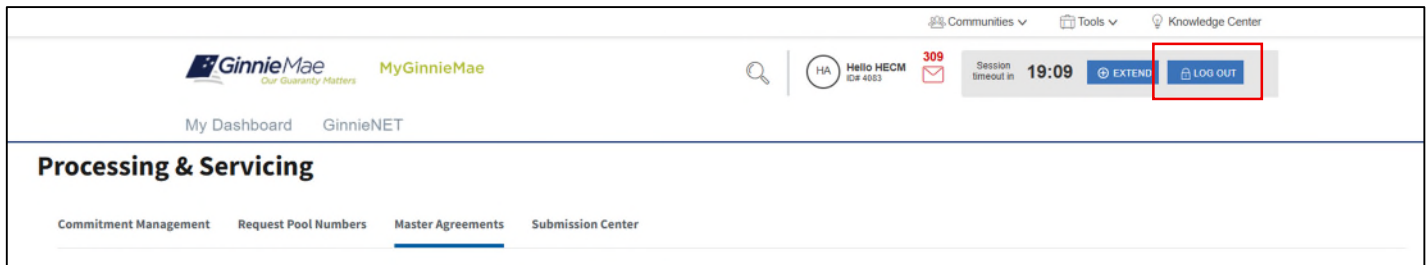 Communities Tools Knowledge Center
GinnieMae
Our Guaranty Matters
MyGinnieMae
HA
Hello HECM
ID# 4083
309
Session
timeout in
19:09
EXTEND
LOG OUT
My Dashboard GinnieNET
Processing & Servicing
Commitment Management Request Pool Numbers Master Agreements Submission Center